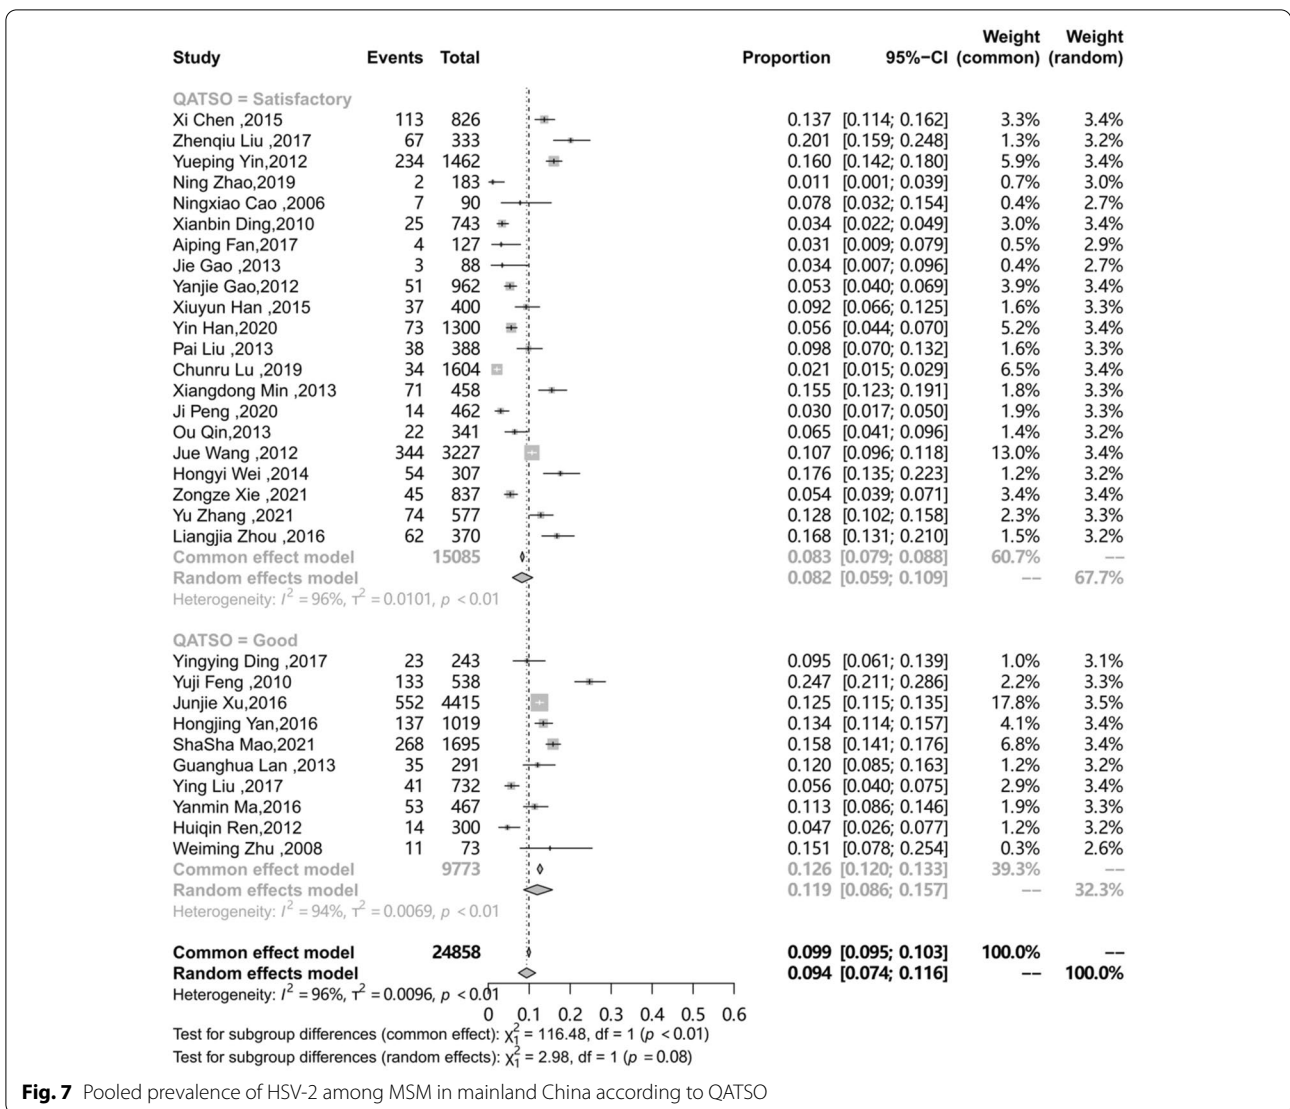 Weight Weight
Study Events Total Proportion 95%−CI (common) (random)
QATSO = Satisfactory
Xi Chen ,2015 113 826 0.137 [0.114; 0.162] 3.3% 3.4%
Zhenqiu Liu ,2017 67 333 0.201 [0.159; 0.248] 1.3% 3.2%
Yueping Yin,2012 234 1462 0.160 [0.142; 0.180] 5.9% 3.4%
Ning Zhao,2019 2 183 0.011 [0.001; 0.039] 0.7% 3.0%
Ningxiao Cao ,2006 7 90 0.078 [0.032; 0.154] 0.4% 2.7%
Xianbin Ding,2010 25 743 0.034 [0.022; 0.049] 3.0% 3.4%
Aiping Fan,2017 4 127 0.031 [0.009; 0.079] 0.5% 2.9%
Jie Gao ,2013 3 88 0.034 [0.007; 0.096] 0.4% 2.7%
Yanjie Gao,2012 51 962 0.053 [0.040; 0.069] 3.9% 3.4%
Xiuyun Han ,2015 37 400 0.092 [0.066; 0.125] 1.6% 3.3%
Yin Han,2020 73 1300 0.056 [0.044; 0.070] 5.2% 3.4%
Pai Liu ,2013 38 388 0.098 [0.070; 0.132] 1.6% 3.3%
Chunru Lu ,2019 34 1604 0.021 [0.015; 0.029] 6.5% 3.4%
Xiangdong Min ,2013 71 458 0.155 [0.123; 0.191] 1.8% 3.3%
Ji Peng ,2020 14 462 0.030 [0.017; 0.050] 1.9% 3.3%
Ou Qin,2013 22 341 0.065 [0.041; 0.096] 1.4% 3.2%
Jue Wang ,2012 344 3227 0.107 [0.096; 0.118] 13.0% 3.4%
Hongyi Wei ,2014 54 307 0.176 [0.135; 0.223] 1.2% 3.2%
Zongze Xie ,2021 45 837 0.054 [0.039; 0.071] 3.4% 3.4%
Yu Zhang ,2021 74 577 0.128 [0.102; 0.158] 2.3% 3.3%
Liangjia Zhou ,2016 62 370 0.168 [0.131; 0.210] 1.5% 3.2%
Common effect model 15085 0.083 [0.079; 0.088] 60.7% −−
Random effects model 0.082 [0.059; 0.109] −− 67.7%
Heterogeneity: I² = 96%, τ² = 0.0101, p < 0.01
QATSO = Good
Yingying Ding ,2017 23 243 0.095 [0.061; 0.139] 1.0% 3.1%
Yuji Feng ,2010 133 538 0.247 [0.211; 0.286] 2.2% 3.3%
Junjie Xu,2016 552 4415 0.125 [0.115; 0.135] 17.8% 3.5%
Hongjing Yan ,2016 137 1019 0.134 [0.114; 0.157] 4.1% 3.4%
ShaSha Mao,2021 268 1695 0.158 [0.141; 0.176] 6.8% 3.4%
Guanghua Lan ,2013 35 291 0.120 [0.085; 0.163] 1.2% 3.2%
Ying Liu ,2017 41 732 0.056 [0.040; 0.075] 2.9% 3.4%
Yanmin Ma,2016 53 467 0.113 [0.086; 0.146] 1.9% 3.3%
Huiqin Ren,2012 14 300 0.047 [0.026; 0.077] 1.2% 3.2%
Weiming Zhu ,2008 11 73 0.151 [0.078; 0.254] 0.3% 2.6%
Common effect model 9773 0.126 [0.120; 0.133] 39.3% −−
Random effects model 0.119 [0.086; 0.157] −− 32.3%
Heterogeneity: I² = 94%, τ² = 0.0069, p < 0.01
Common effect model 24858 0.099 [0.095; 0.103] 100.0% −−
Random effects model 0.094 [0.074; 0.116] −− 100.0%
Heterogeneity: I² = 96%, τ² = 0.0096, p < 0.01
0 0.1 0.2 0.3 0.4 0.5 0.6
Test for subgroup differences (common effect): χ₁² = 116.48, df = 1 (p < 0.01)
Test for subgroup differences (random effects): χ₁² = 2.98, df = 1 (p = 0.08)
Fig. 7 Pooled prevalence of HSV-2 among MSM in mainland China according to QATSO